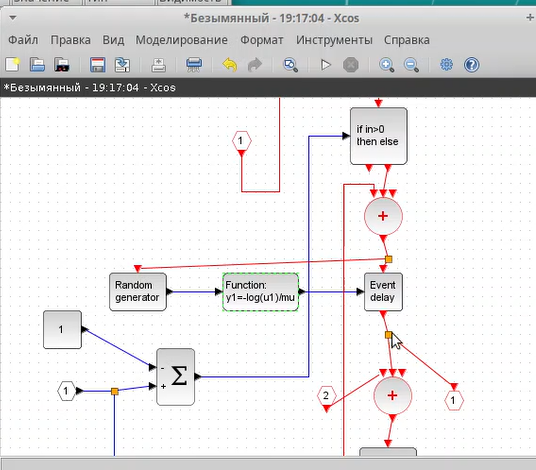 *Безымянный - 19:17:04 - Xcos
Файл Правка Вид Моделирование Формат Инструменты Справка
*Безымянный - 19:17:04 - Xcos
1
if in>0
then else
+
Random
generator
Function:
y1=-log(u1)/mu
Event
delay
1
-
+
Σ
1
2
+
1